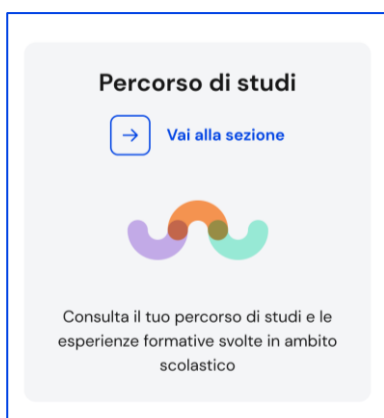 Percorso di studi
Vai alla sezione
Consulta il tuo percorso di studi e le
esperienze formative svolte in ambito
scolastico